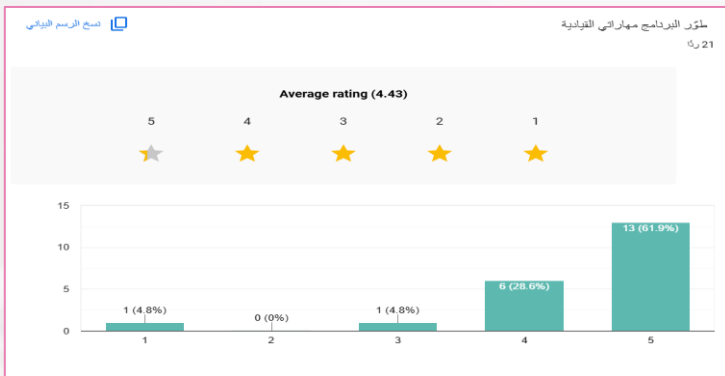 طوّر البرنامج مهاراتي القيادية
نسخ الرسم البياني
21 ردًا
Average rating (4.43)
5 4 3 2 1
15
10
5
0
1 (4.8%)
0 (0%)
1 (4.8%)
6 (28.6%)
13 (61.9%)
1 2 3 4 5